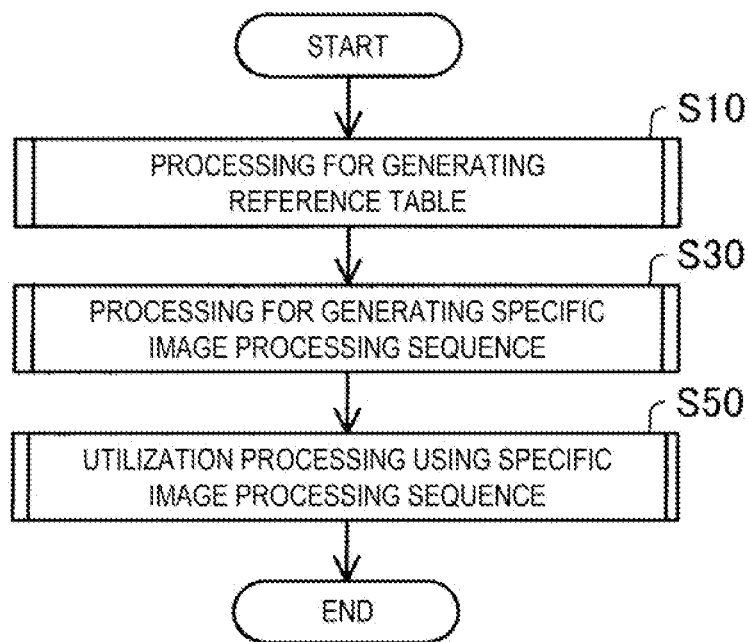 START
S10
PROCESSING FOR GENERATING
REFERENCE TABLE
S30
PROCESSING FOR GENERATING SPECIFIC
IMAGE PROCESSING SEQUENCE
S50
UTILIZATION PROCESSING USING SPECIFIC
IMAGE PROCESSING SEQUENCE
END